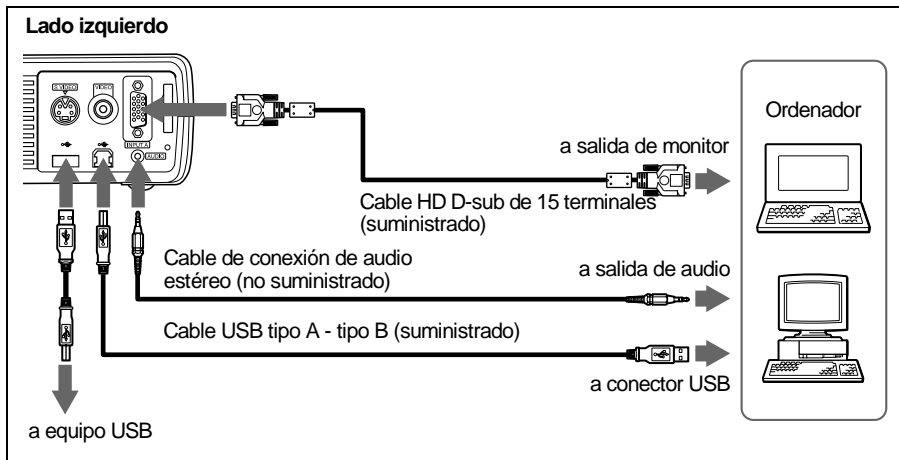 Lado izquierdo
S VIDEO
VIDEO
INPUT A
AUDIO
Ordenador
a salida de monitor
Cable HD D-sub de 15 terminales
(suministrado)
Cable de conexión de audio
estéreo (no suministrado)
a salida de audio
Cable USB tipo A - tipo B (suministrado)
a conector USB
a equipo USB